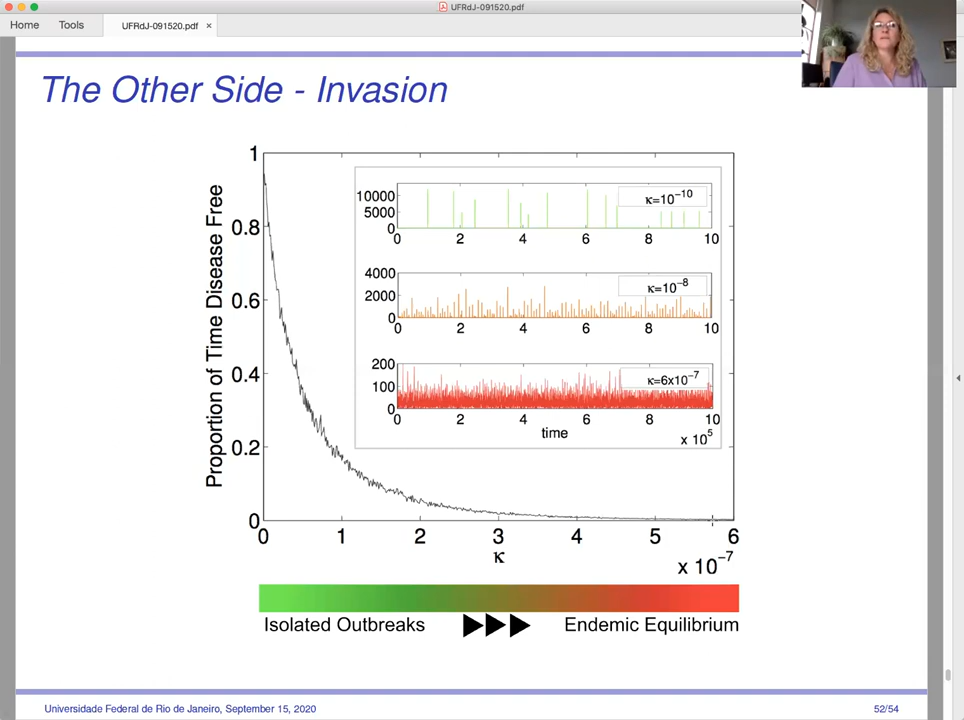 UFRdJ-091520.pdf
Home Tools UFRdJ-091520.pdf ×
The Other Side - Invasion
1
0.8
0.6
0.4
0.2
0
Proportion of Time Disease Free
10000
5000
0
κ=10⁻¹⁰
0 2 4 6 8 10
4000
2000
0
κ=10⁻⁸
0 2 4 6 8 10
200
100
0
κ=6x10⁻⁷
0 2 4 6 8 10
time
x 10⁵
0 1 2 3 4 5 6
κ
x 10⁻⁷
Isolated Outbreaks
Endemic Equilibrium
Universidade Federal de Rio de Janeiro, September 15, 2020
52/54